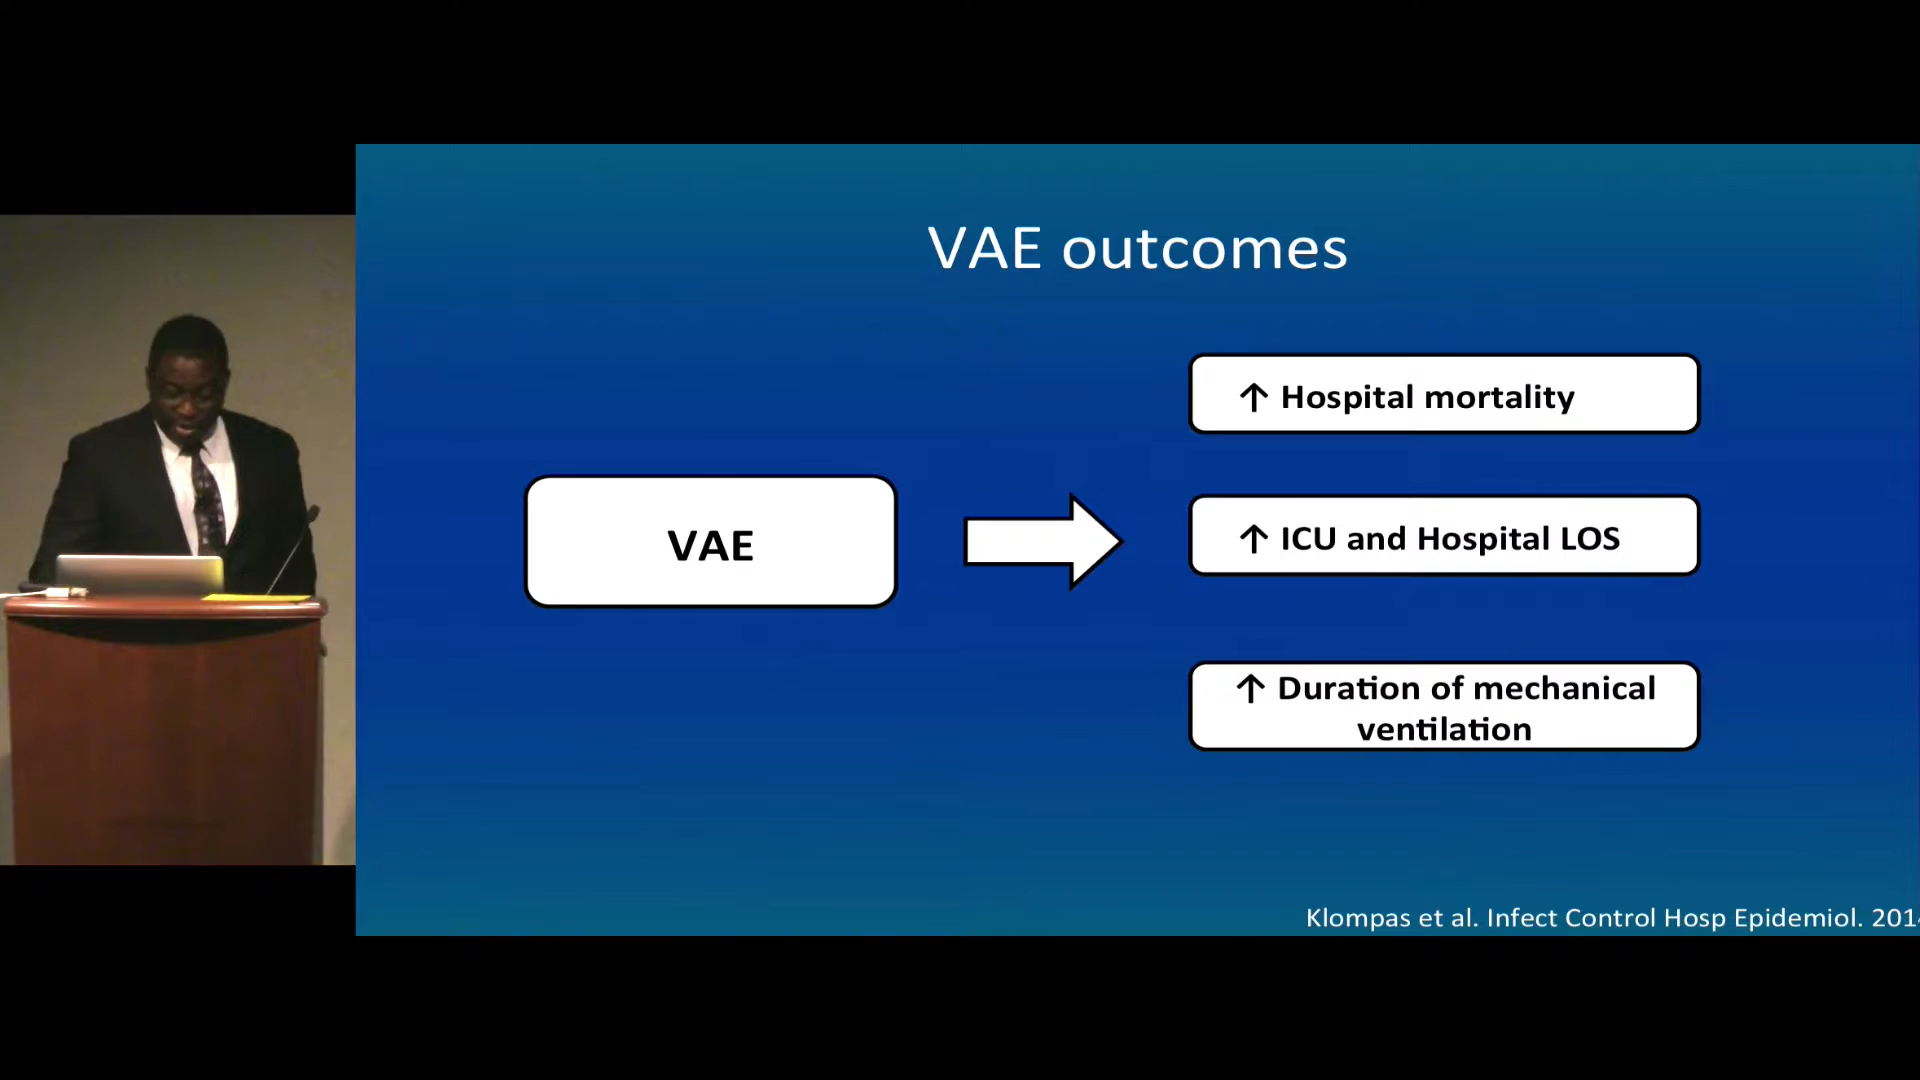 VAE outcomes
VAE
↑ Hospital mortality
↑ ICU and Hospital LOS
↑ Duration of mechanical
ventilation
Klompas et al. Infect Control Hosp Epidemiol.